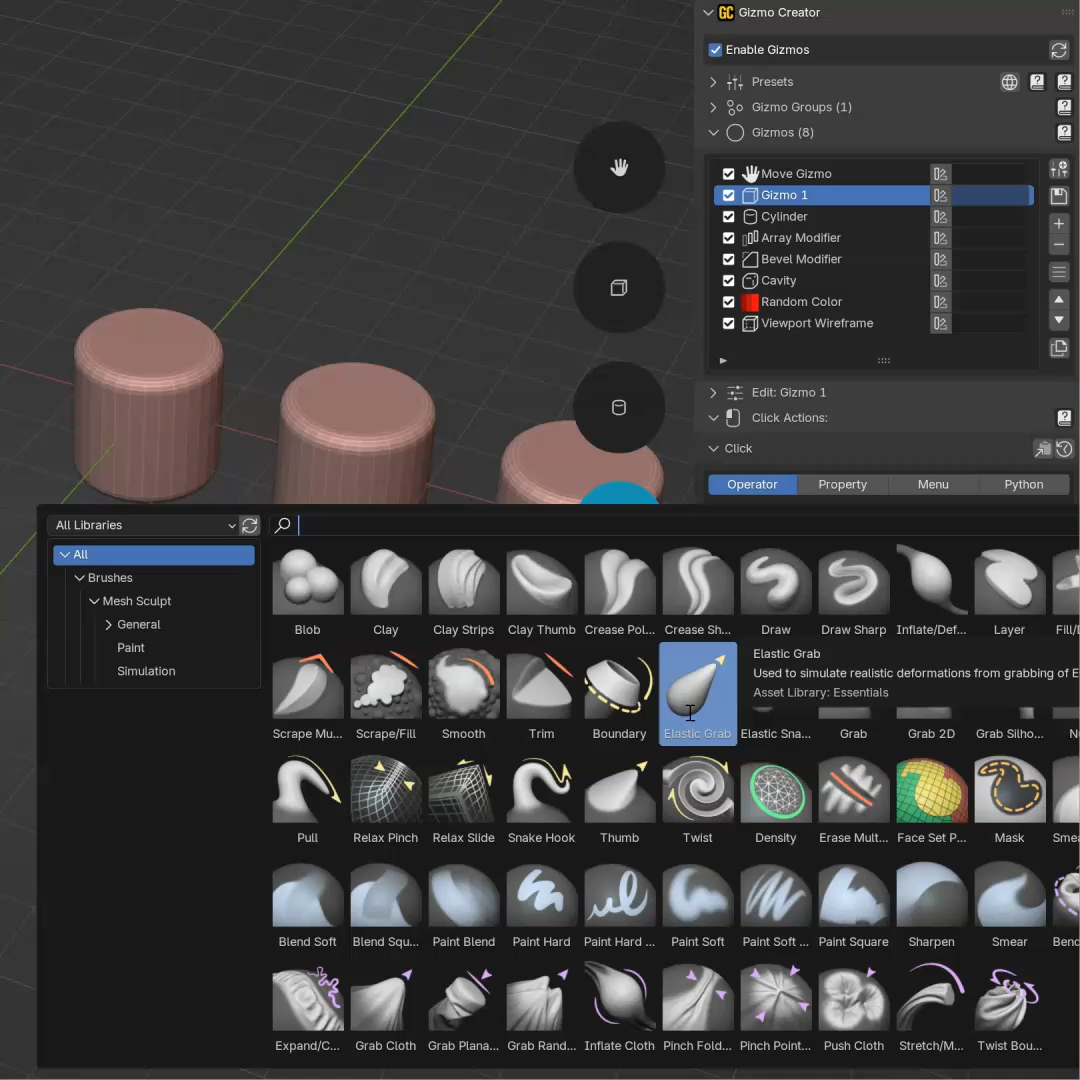 GC Gizmo Creator
Enable Gizmos
Presets
Gizmo Groups (1)
Gizmos (8)
Move Gizmo
Gizmo 1
Cylinder
Array Modifier
Bevel Modifier
Cavity
Random Color
Viewport Wireframe
Edit: Gizmo 1
Click Actions:
Click
Operator Property Menu Python
All Libraries
All
Brushes
Mesh Sculpt
General
Paint
Simulation
Blob Clay Clay Strips Clay Thumb Crease Pol... Crease Sh... Draw Draw Sharp Inflate/Def... Layer Fill/
Elastic Grab
Used to simulate realistic deformations from grabbing of E
Asset Library: Essentials
Scrape Mu... Scrape/Fill Smooth Trim Boundary Elastic Grab Elastic Sna... Grab Grab 2D Grab Silho...
Pull Relax Pinch Relax Slide Snake Hook Thumb Twist Density Erase Mult... Face Set P... Mask Smea
Blend Soft Blend Squ... Paint Blend Paint Hard Paint Hard ... Paint Soft Paint Soft ... Paint Square Sharpen Smear Bend
Expand/C... Grab Cloth Grab Plana... Grab Rand... Inflate Cloth Pinch Fold... Pinch Point... Push Cloth Stretch/M... Twist Bou...